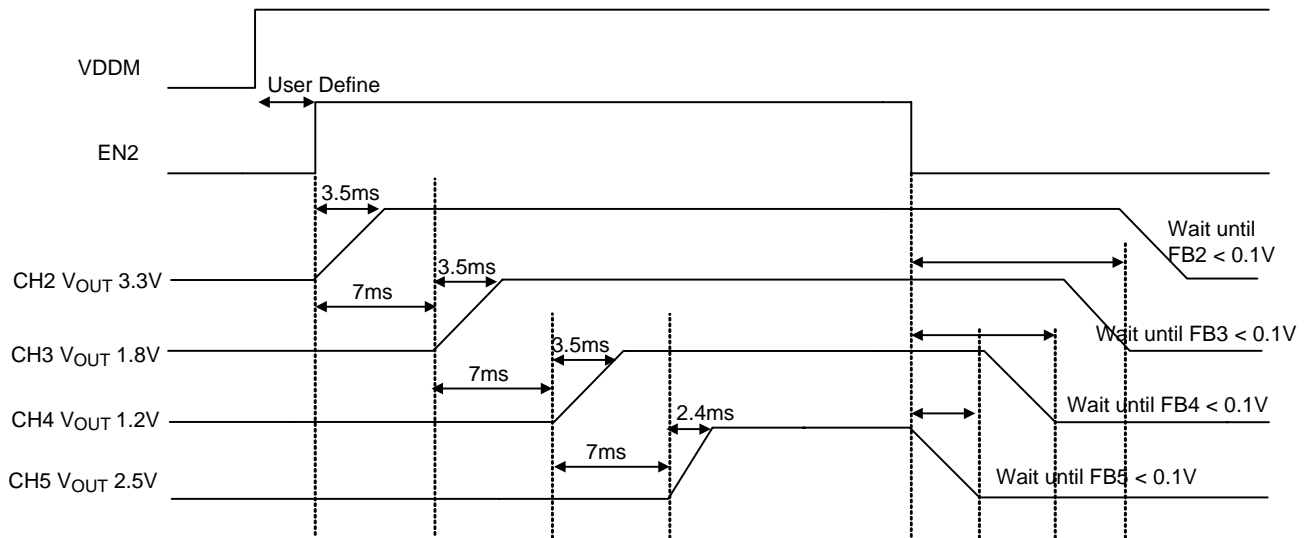 VDDM
User Define
EN2
3.5ms
Wait until
FB2 < 0.1V
CH2 VOUT 3.3V
3.5ms
7ms
CH3 VOUT 1.8V
3.5ms
Wait until FB3 < 0.1V
7ms
CH4 VOUT 1.2V
2.4ms
Wait until FB4 < 0.1V
7ms
CH5 VOUT 2.5V
Wait until FB5 < 0.1V